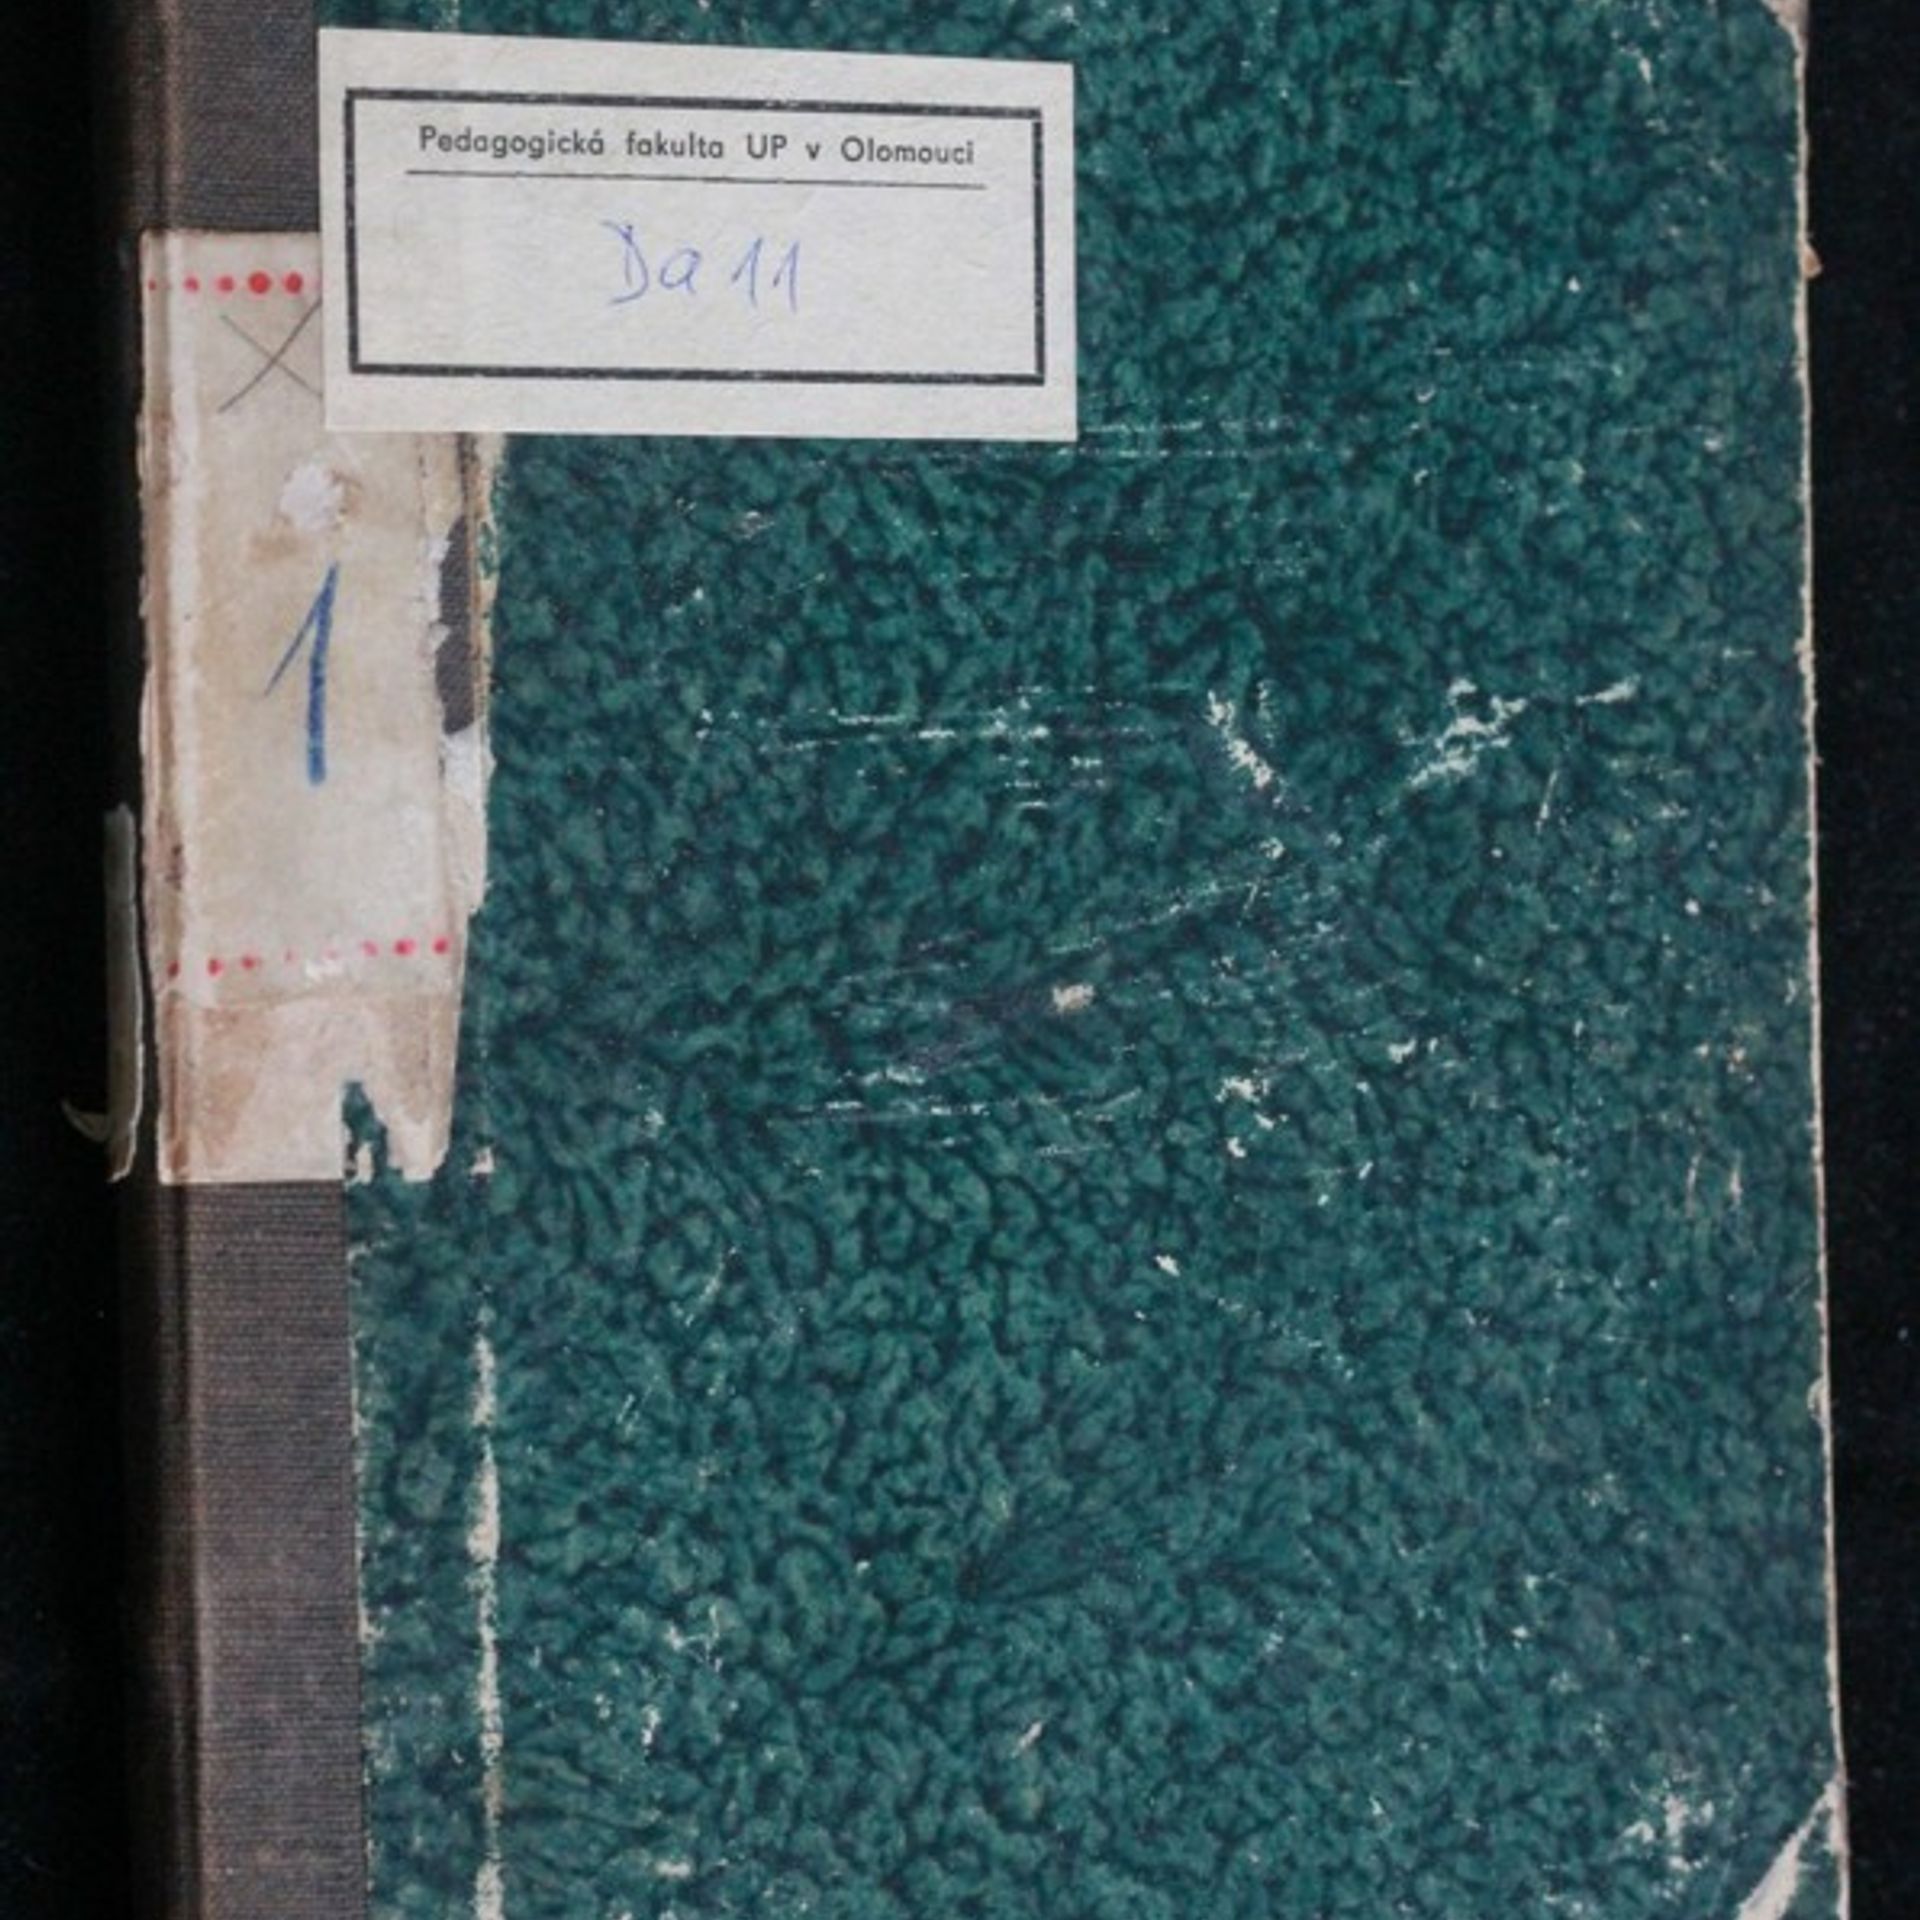 Pedagogická fakulta UP v Olomouci
Da 11
1